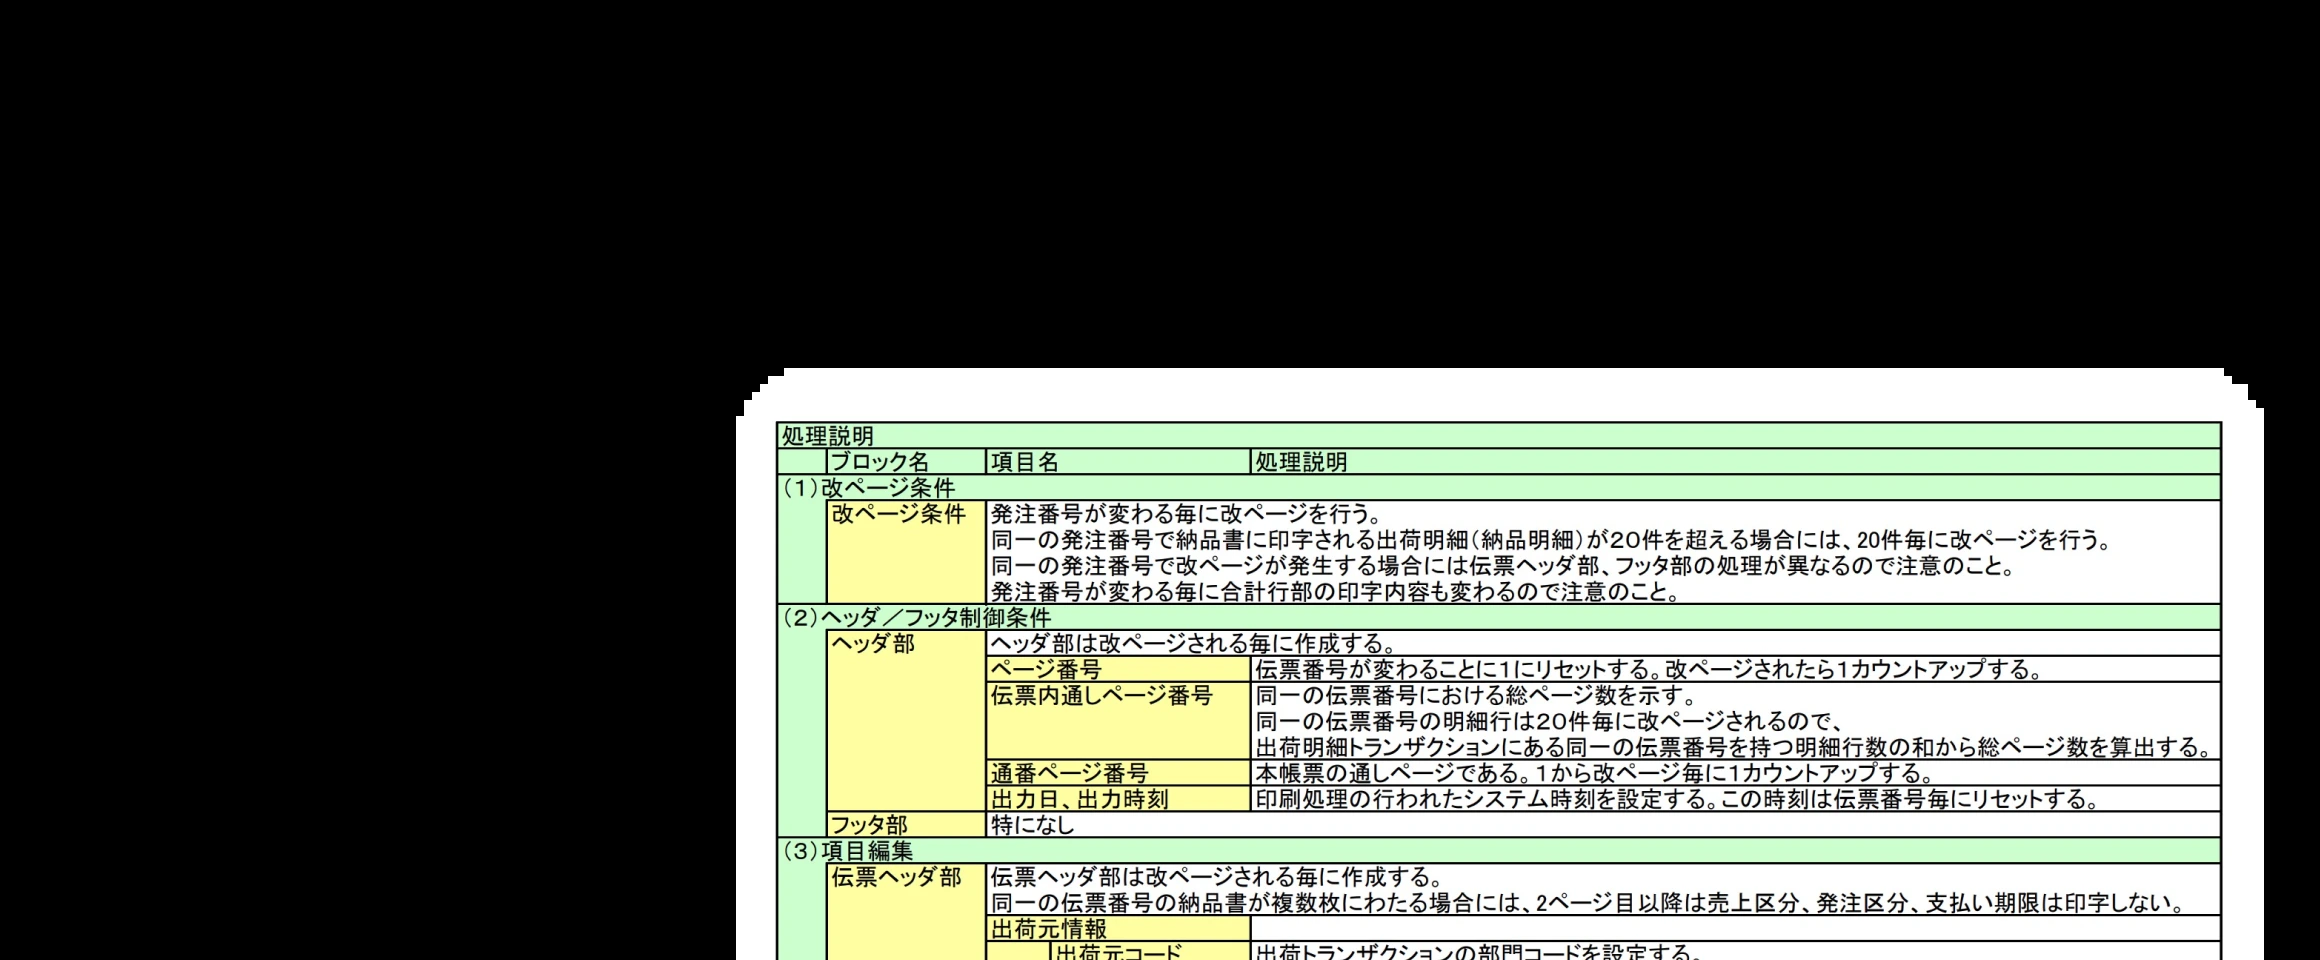 処理説明
ブロック名 項目名 処理説明
（１）改ページ条件
改ページ条件 発注番号が変わる毎に改ページを行う。
同一の発注番号で納品書に印字される出荷明細（納品明細）が２０件を超える場合には、20件毎に改ページを行う。
同一の発注番号で改ページが発生する場合には伝票ヘッダ部、フッタ部の処理が異なるので注意のこと。
発注番号が変わる毎に合計行部の印字内容も変わるので注意のこと。
（２）ヘッダ／フッタ制御条件
ヘッダ部 ヘッダ部は改ページされる毎に作成する。
ページ番号 伝票番号が変わることに１にリセットする。改ページされたら１カウントアップする。
伝票内通しページ番号 同一の伝票番号における総ページ数を示す。
同一の伝票番号の明細行は２０件毎に改ページされるので、
出荷明細トランザクションにある同一の伝票番号を持つ明細行数の和から総ページ数を算出する。
通番ページ番号 本帳票の通しページである。１から改ページ毎に１カウントアップする。
出力日、出力時刻 印刷処理の行われたシステム時刻を設定する。この時刻は伝票番号毎にリセットする。
フッタ部 特になし
（３）項目編集
伝票ヘッダ部 伝票ヘッダ部は改ページされる毎に作成する。
同一の伝票番号の納品書が複数枚にわたる場合には、2ページ目以降は売上区分、発注区分、支払い期限は印字しない。
出荷元情報
出荷元コード 出荷トランザクションの部門コードを設定する。